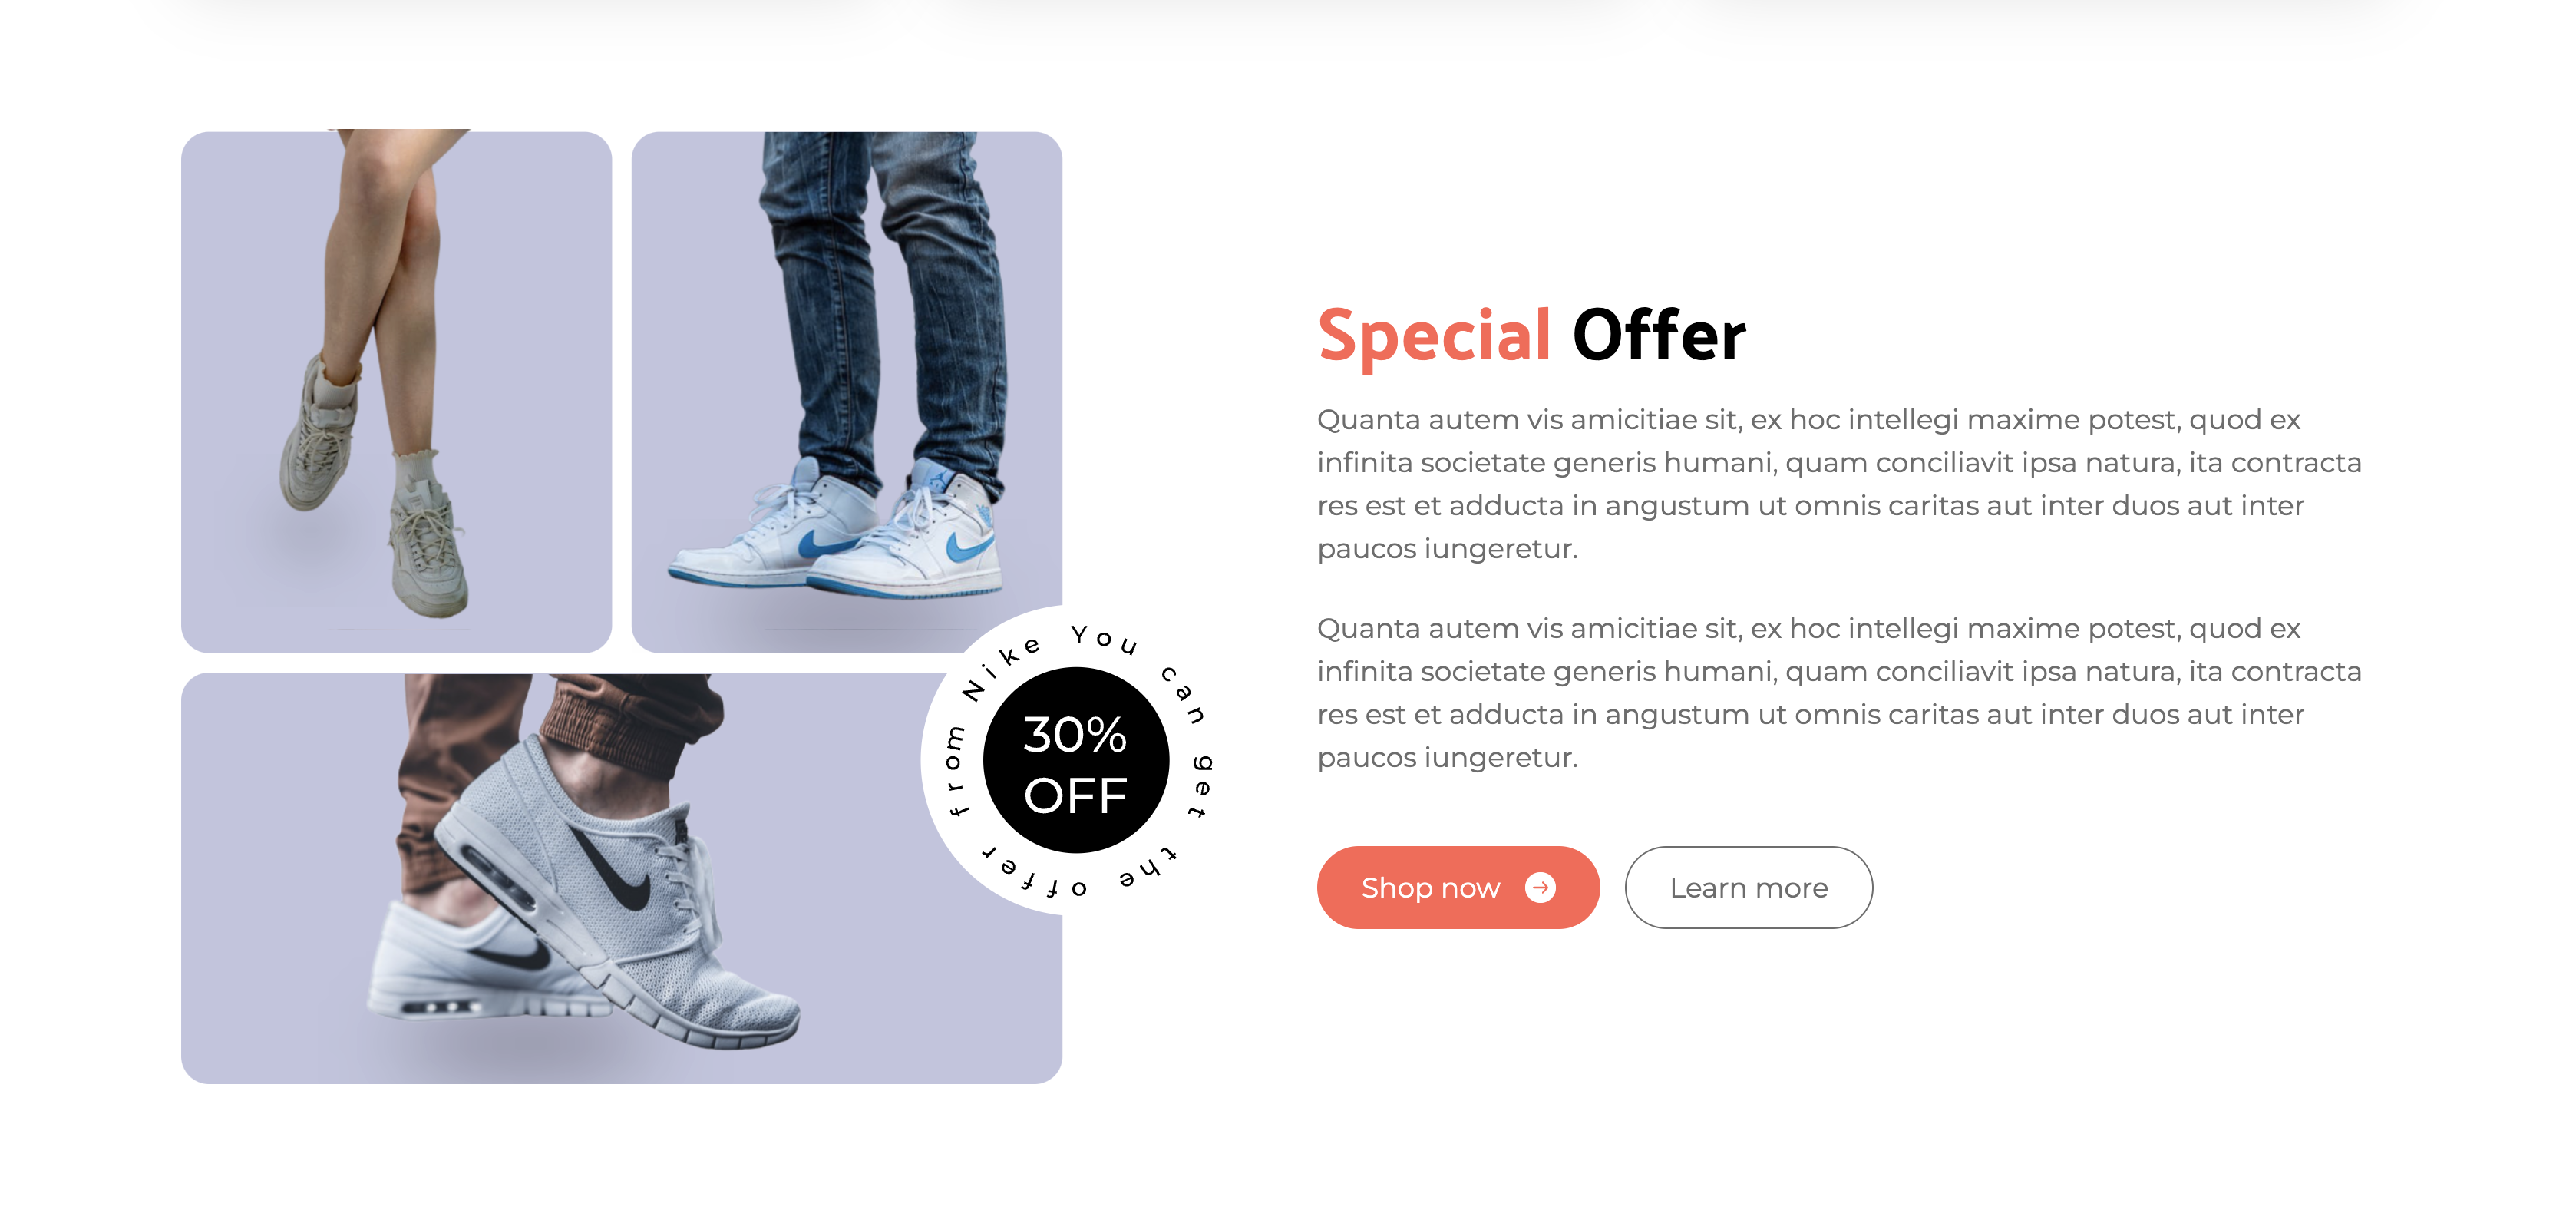 Special Offer
Quanta autem vis amicitiae sit, ex hoc intellegi maxime potest, quod ex
infinita societate generis humani, quam conciliavit ipsa natura, ita contracta
res est et adducta in angustum ut omnis caritas aut inter duos aut inter
paucos iungeretur.
Quanta autem vis amicitiae sit, ex hoc intellegi maxime potest, quod ex
infinita societate generis humani, quam conciliavit ipsa natura, ita contracta
res est et adducta in angustum ut omnis caritas aut inter duos aut inter
paucos iungeretur.
You can get the offer from Nike
30%
OFF
Shop now
Learn more